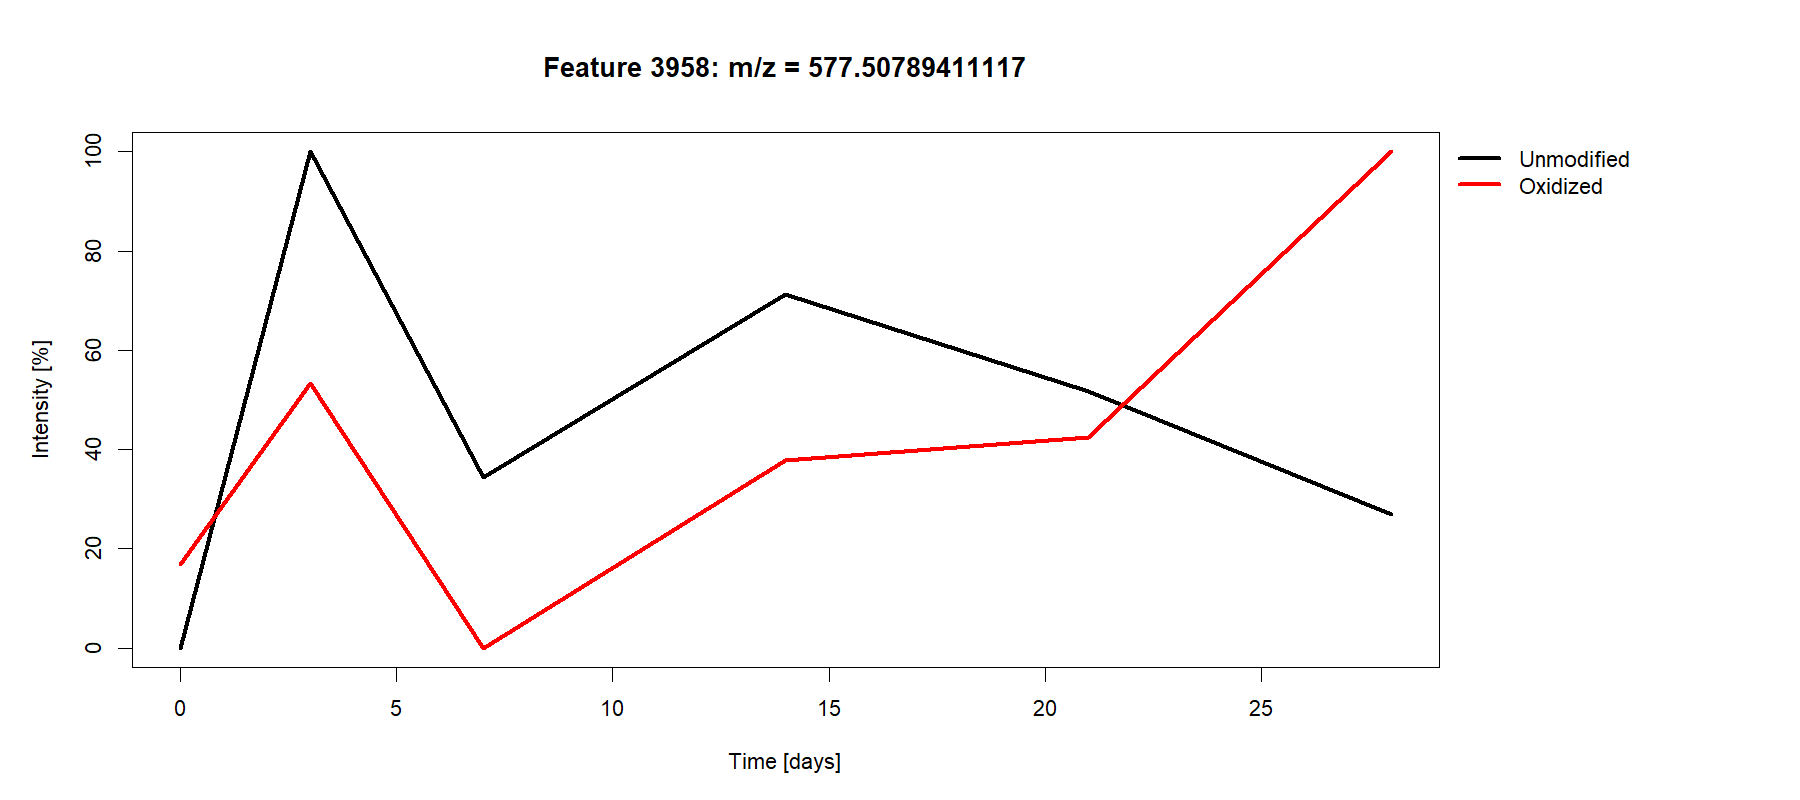 Feature 3958: m/z = 577.50789411117
100
80
60
40
20
0
Intensity [%]
0 5 10 15 20 25
Time [days]
Unmodified
Oxidized